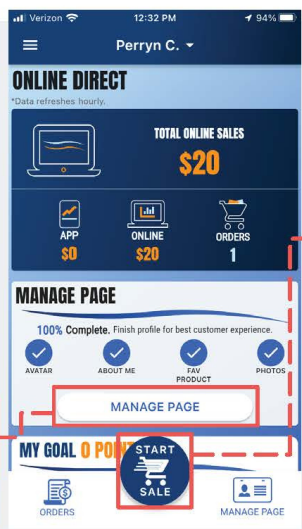 Verizon 12:32 PM 94%
Perryn C.
ONLINE DIRECT
*Data refreshes hourly.
TOTAL ONLINE SALES
$20
APP ONLINE ORDERS
$0 $20 1
MANAGE PAGE
100% Complete. Finish profile for best customer experience.
AVATAR ABOUT ME FAV PRODUCT PHOTOS
MANAGE PAGE
MY GOAL 0 POIN
START
SALE
ORDERS MANAGE PAGE